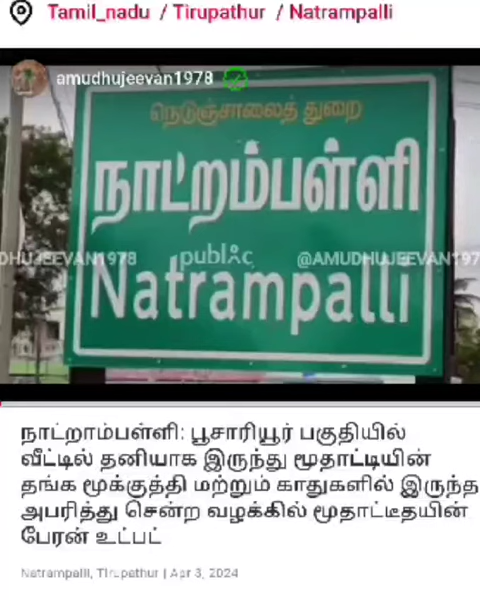 Tamil_nadu / Tirupathur / Natrampalli
amudhujeevan1978
நெடுஞ்சாலைத் துறை
நாட்றம்பள்ளி
DHUJEEVAN1978 public @AMUDHUJEEVAN197
Natrampalli
நாட்றாம்பள்ளி: பூசாரியூர் பகுதியில்
வீட்டில் தனியாக இருந்து மூதாட்டியின்
தங்க மூக்குத்தி மற்றும் காதுகளில் இருந்த
அபரித்து சென்ற வழக்கில் மூதாட்டீதயின்
பேரன் உட்பட்
Natrampalli, Tirupathur | Apr 3, 2024